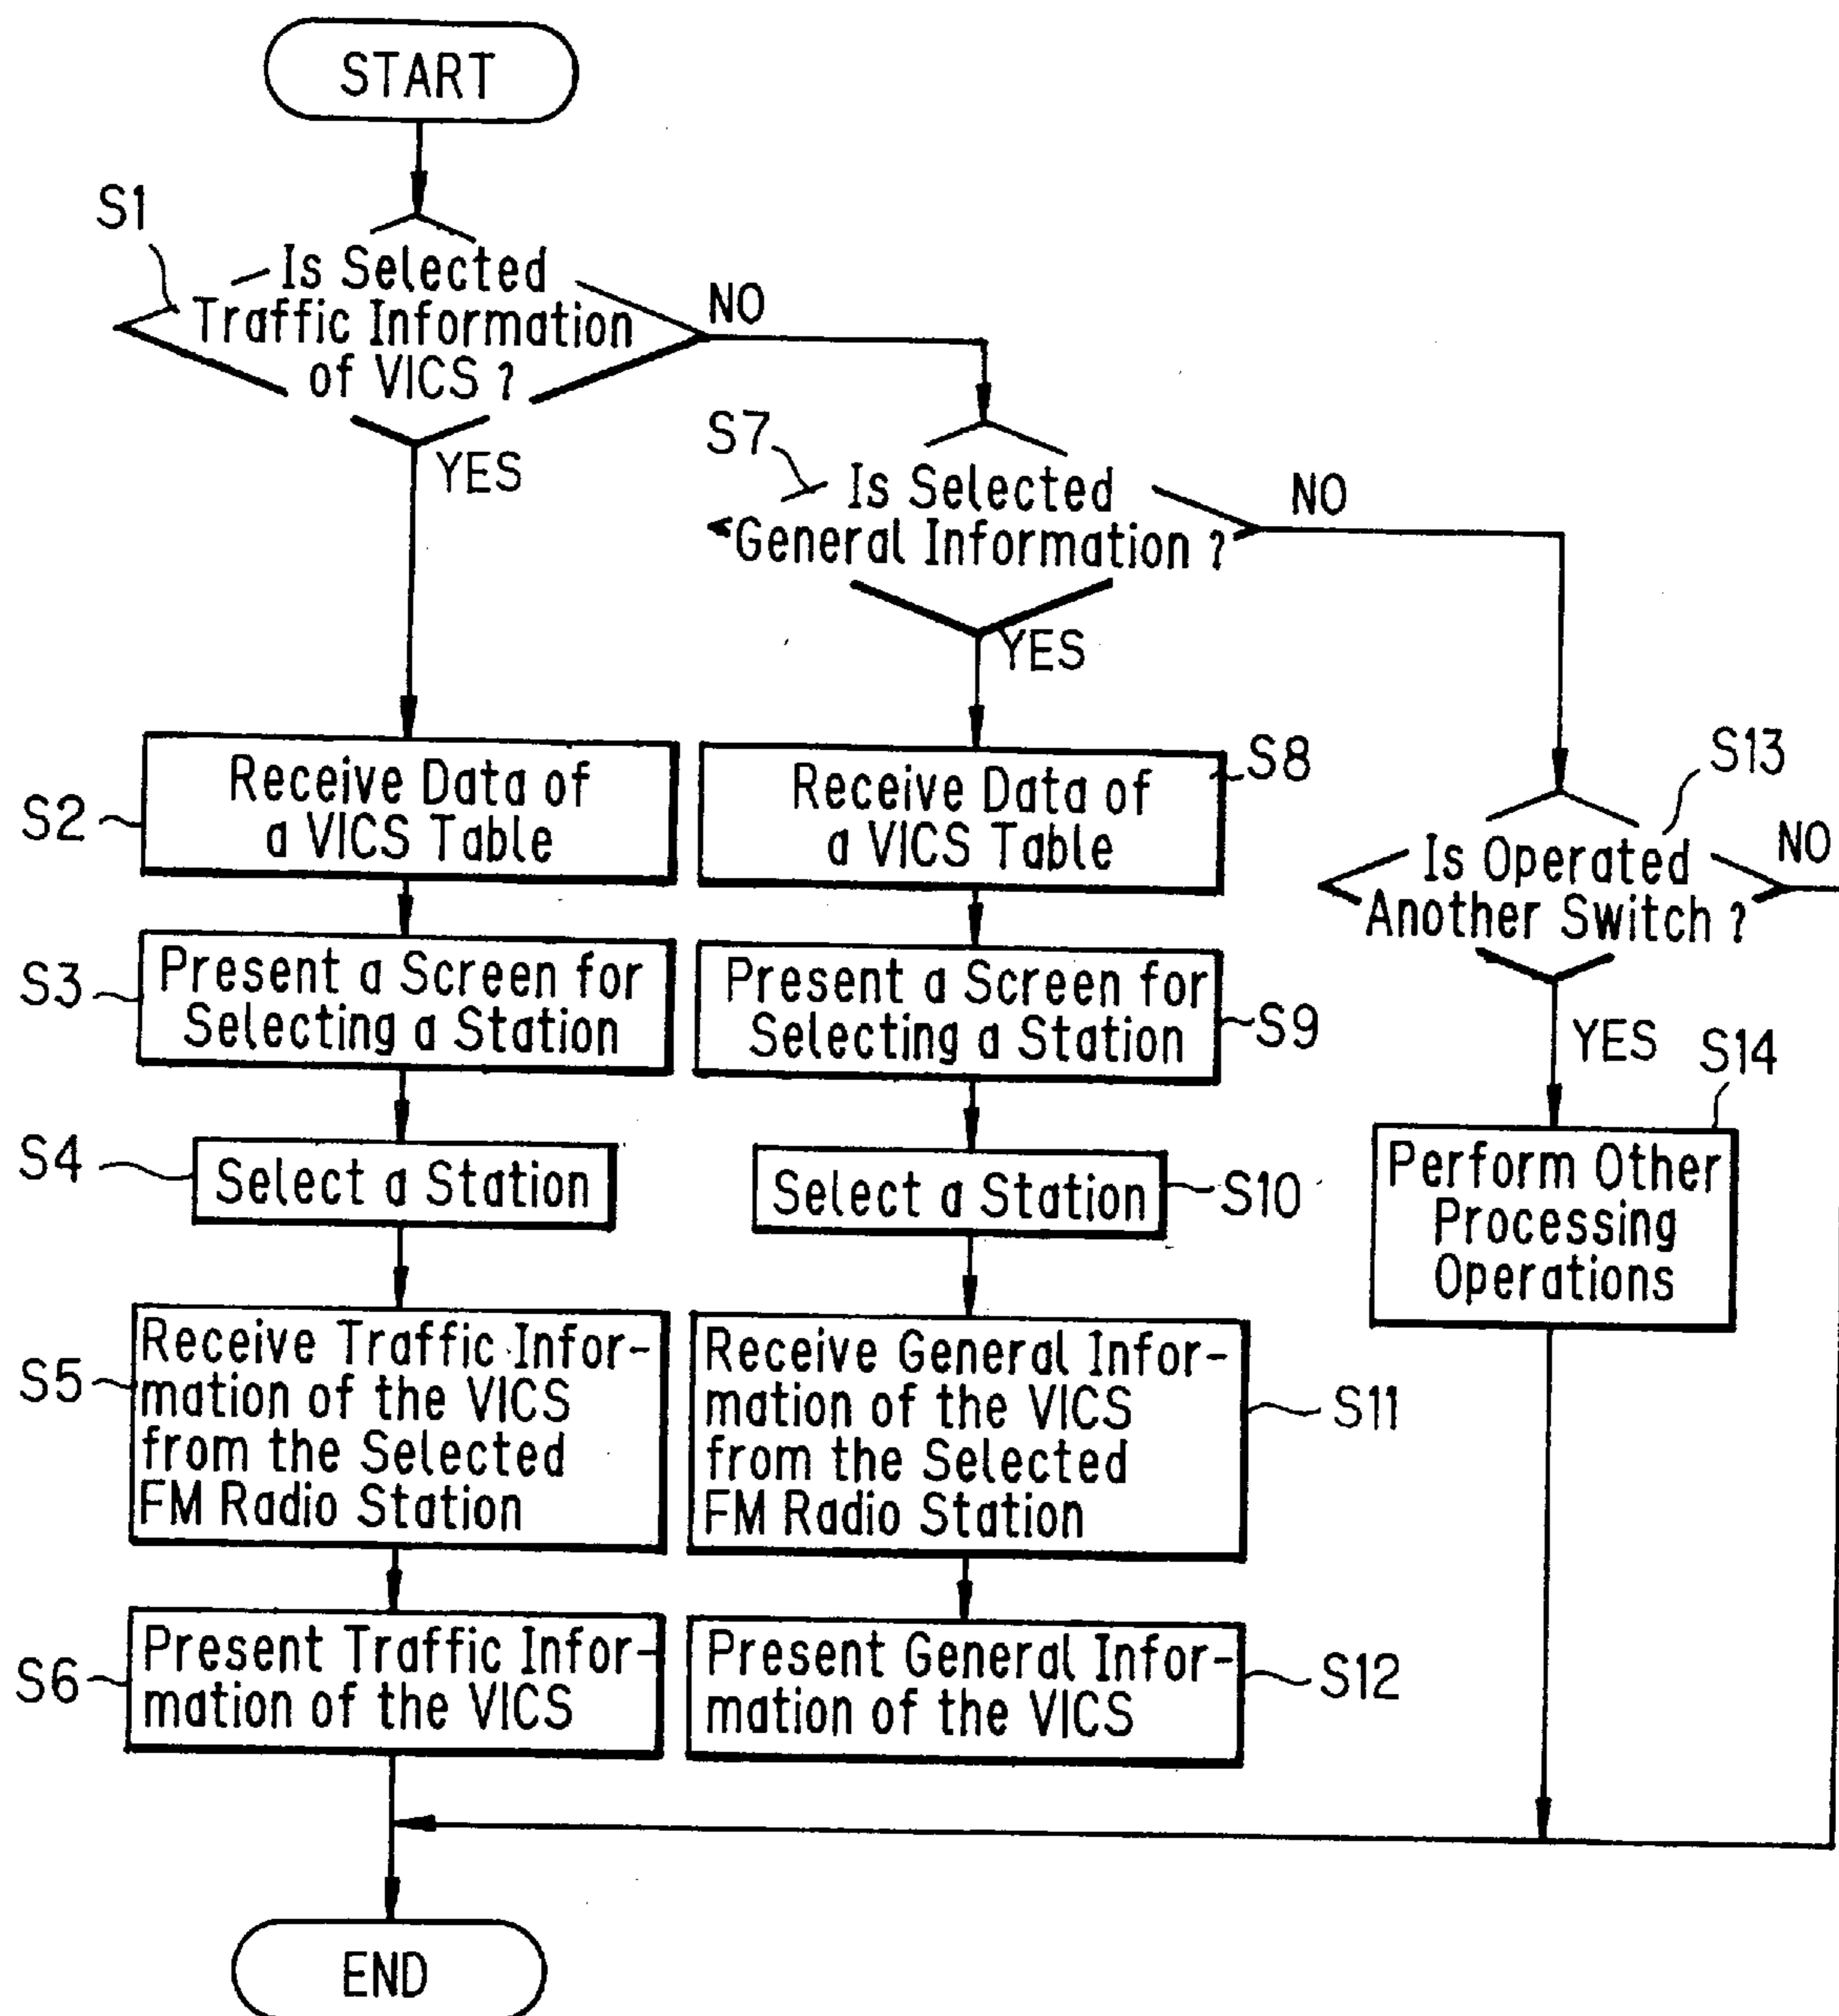 START
S1
Is Selected
Traffic Information
of VICS ?
NO
YES
S7
Is Selected
General Information ?
NO
YES
S2
Receive Data of
a VICS Table
Receive Data of
a VICS Table
S8
S13
Is Operated
Another Switch ?
NO
YES
S3
Present a Screen for
Selecting a Station
Present a Screen for
Selecting a Station
S9
S14
Perform Other
Processing
Operations
S4
Select a Station
Select a Station
S10
S5
Receive Traffic Infor-
mation of the VICS
from the Selected
FM Radio Station
Receive General Infor-
mation of the VICS
from the Selected
FM Radio Station
S11
S6
Present Traffic Infor-
mation of the VICS
Present General Infor-
mation of the VICS
S12
END